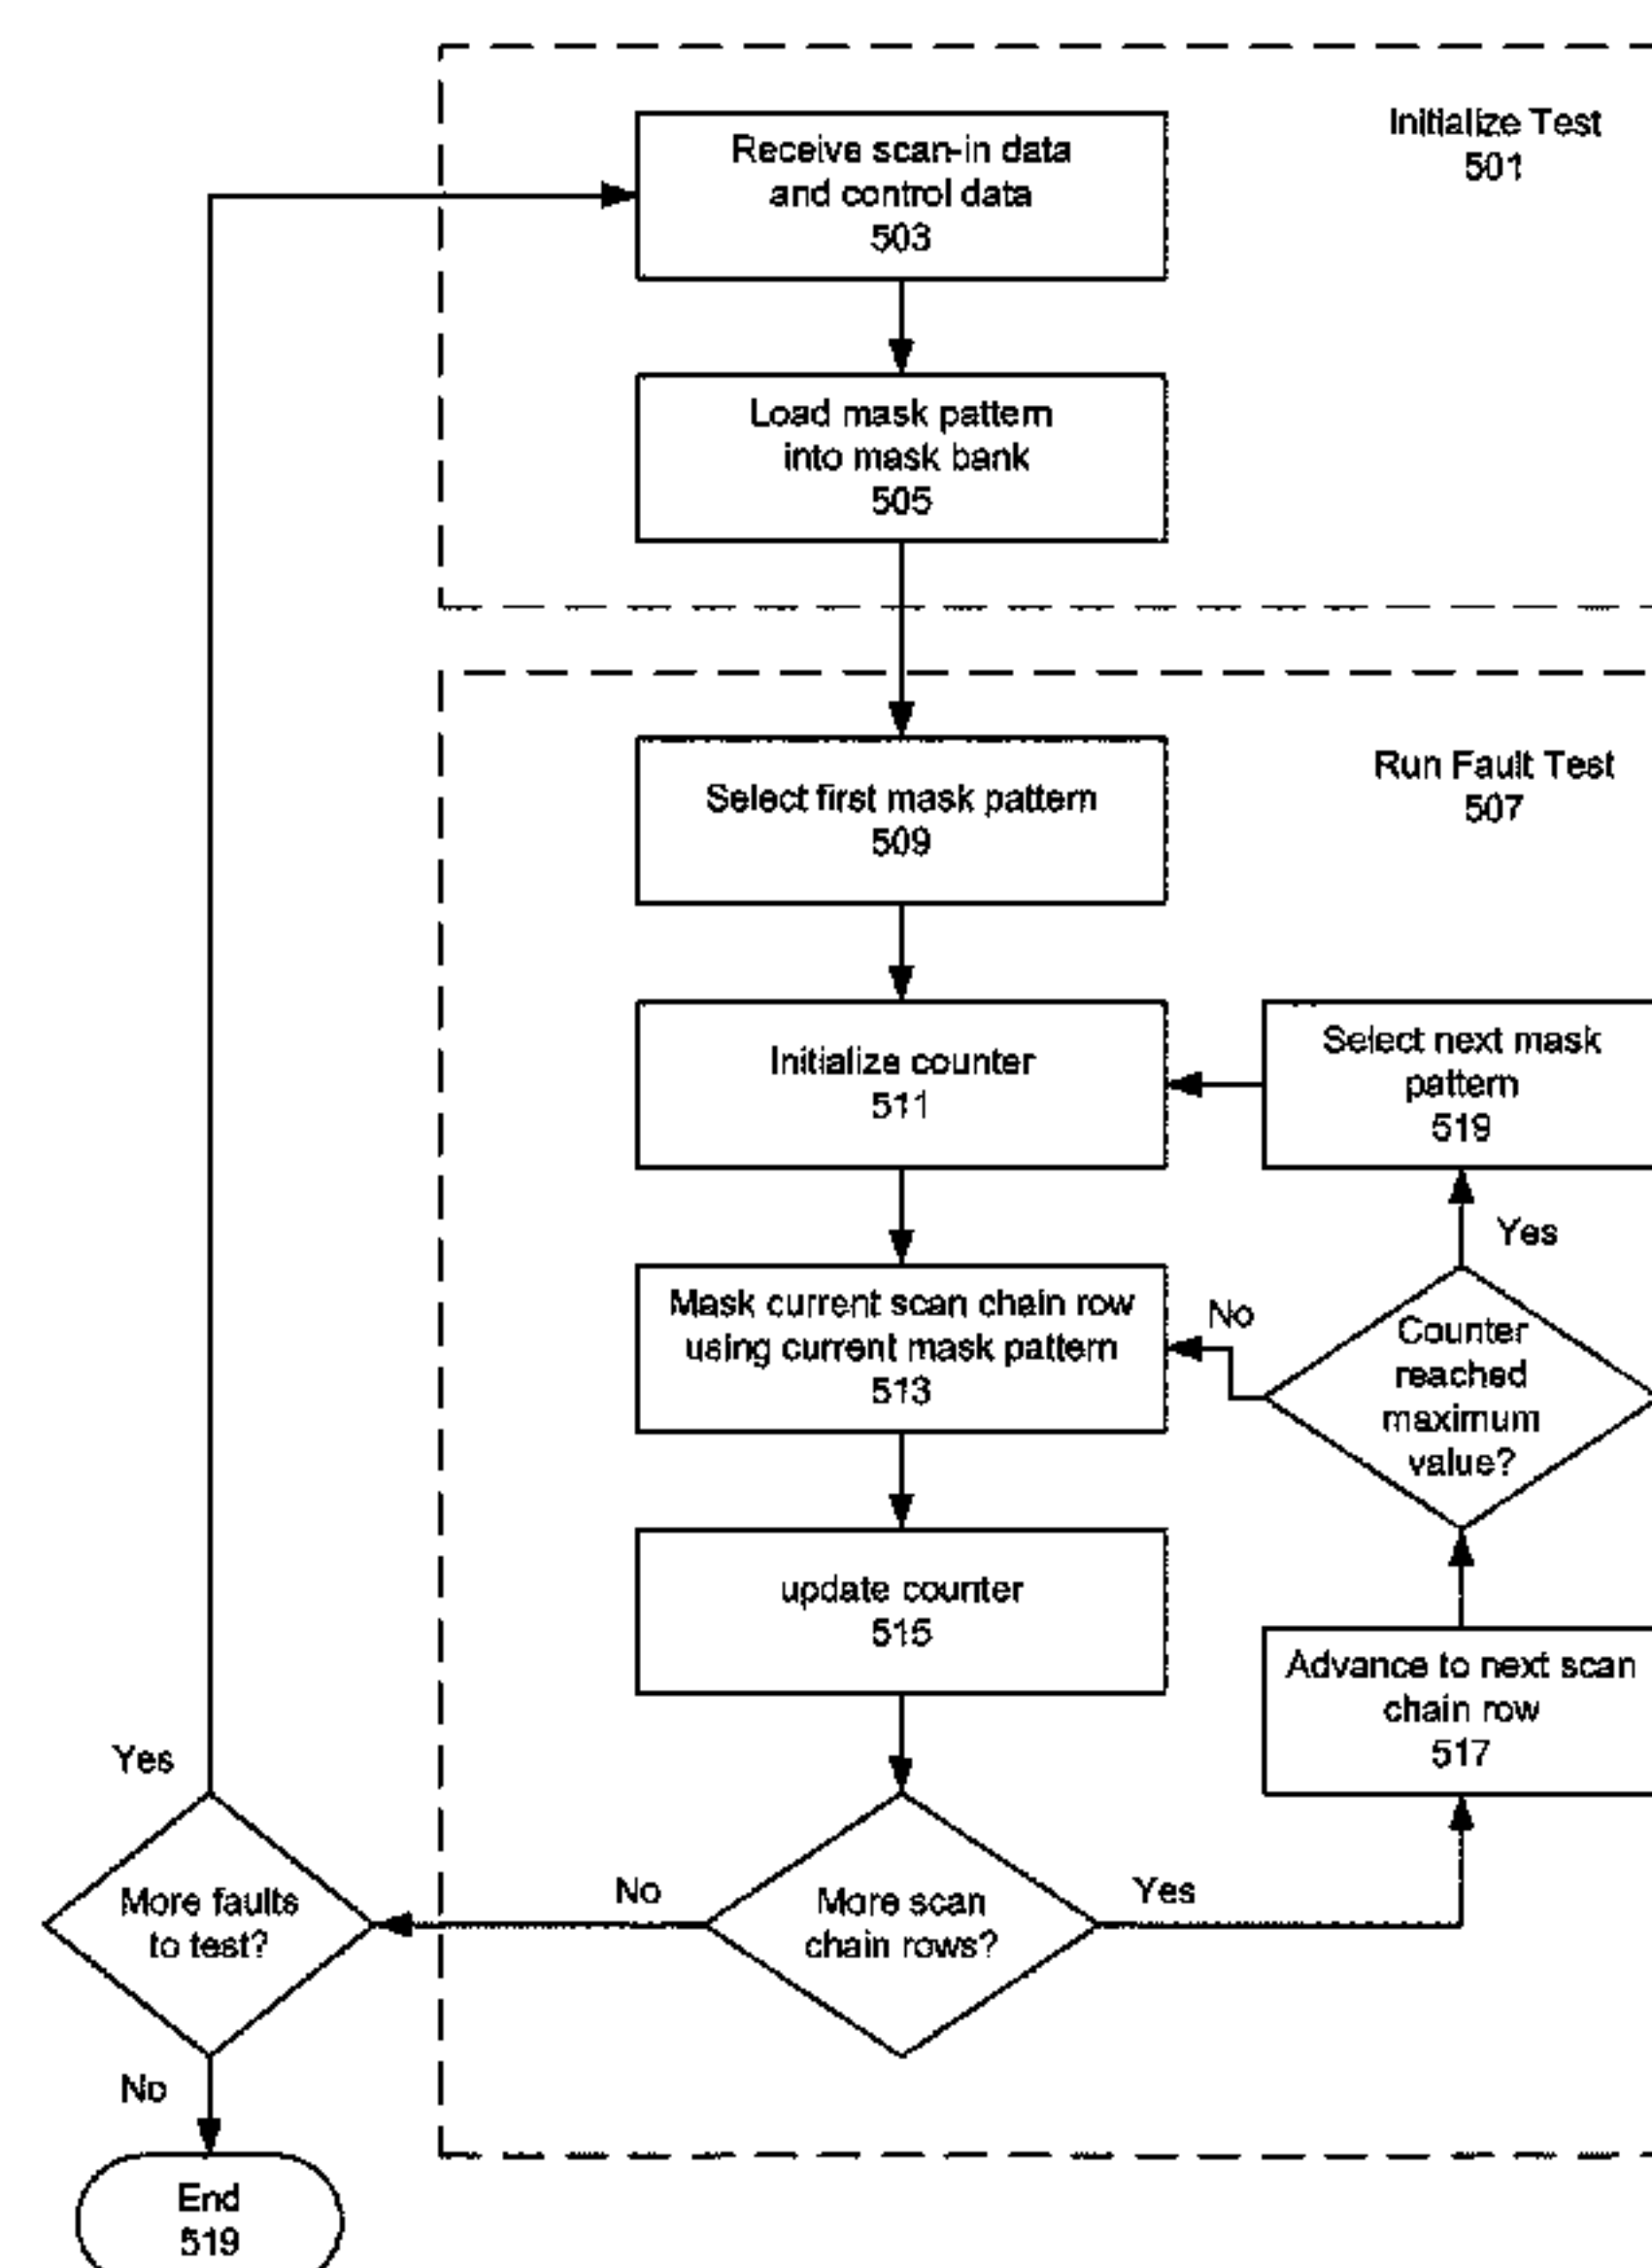 Initialize Test
501
Receive scan-in data
and control data
503
Load mask pattern
into mask bank
505
Run Fault Test
507
Select first mask pattern
509
Initialize counter
511
Select next mask
pattern
519
Yes
Mask current scan chain row
using current mask pattern
513
No
Counter
reached
maximum
value?
update counter
515
Advance to next scan
chain row
517
Yes
More faults
to test?
No
More scan
chain rows?
Yes
No
End
519